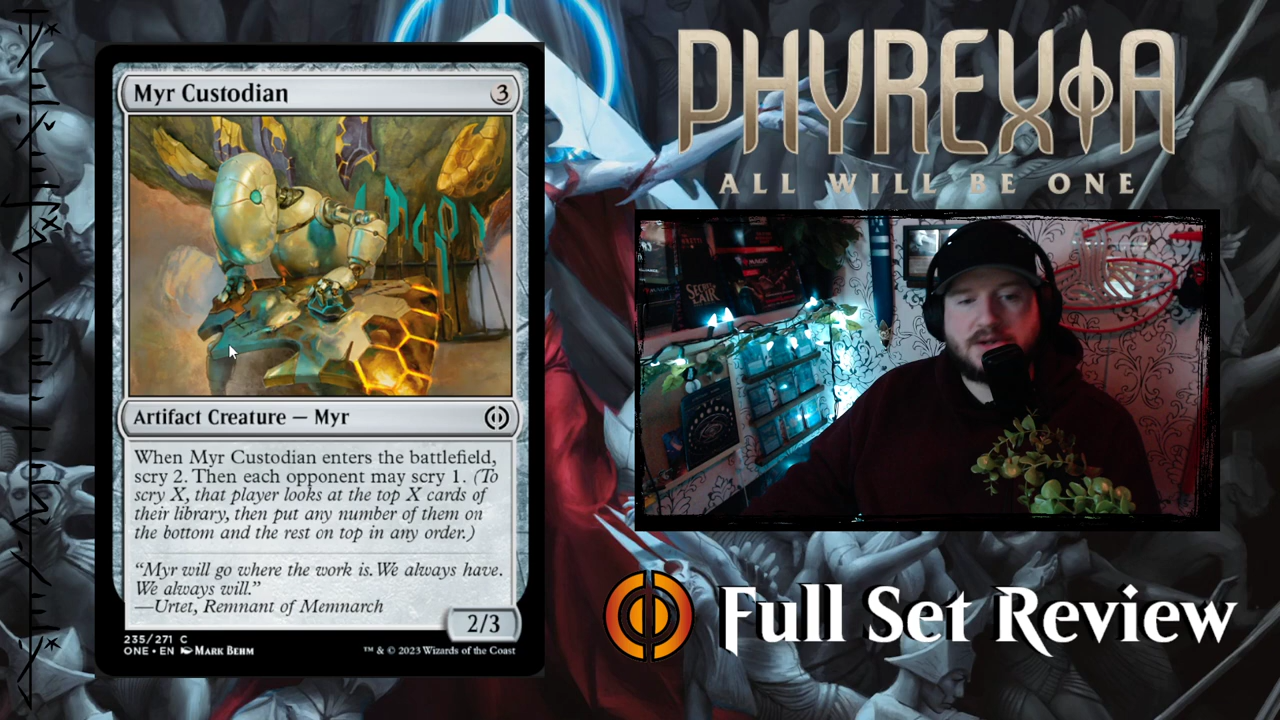 Myr Custodian
3
Artifact Creature — Myr
When Myr Custodian enters the battlefield,
scry 2. Then each opponent may scry 1. (To
scry X, that player looks at the top X cards of
their library, then put any number of them on
the bottom and the rest on top in any order.)
“Myr will go where the work is. We always have.
We always will.”
—Urtet, Remnant of Memnarch
2/3
235/271 C
ONE • EN Mark Behm
™ & © 2023 Wizards of the Coast
PHYREXIA
ALL WILL BE ONE
SECRET
LAIR
Full Set Review